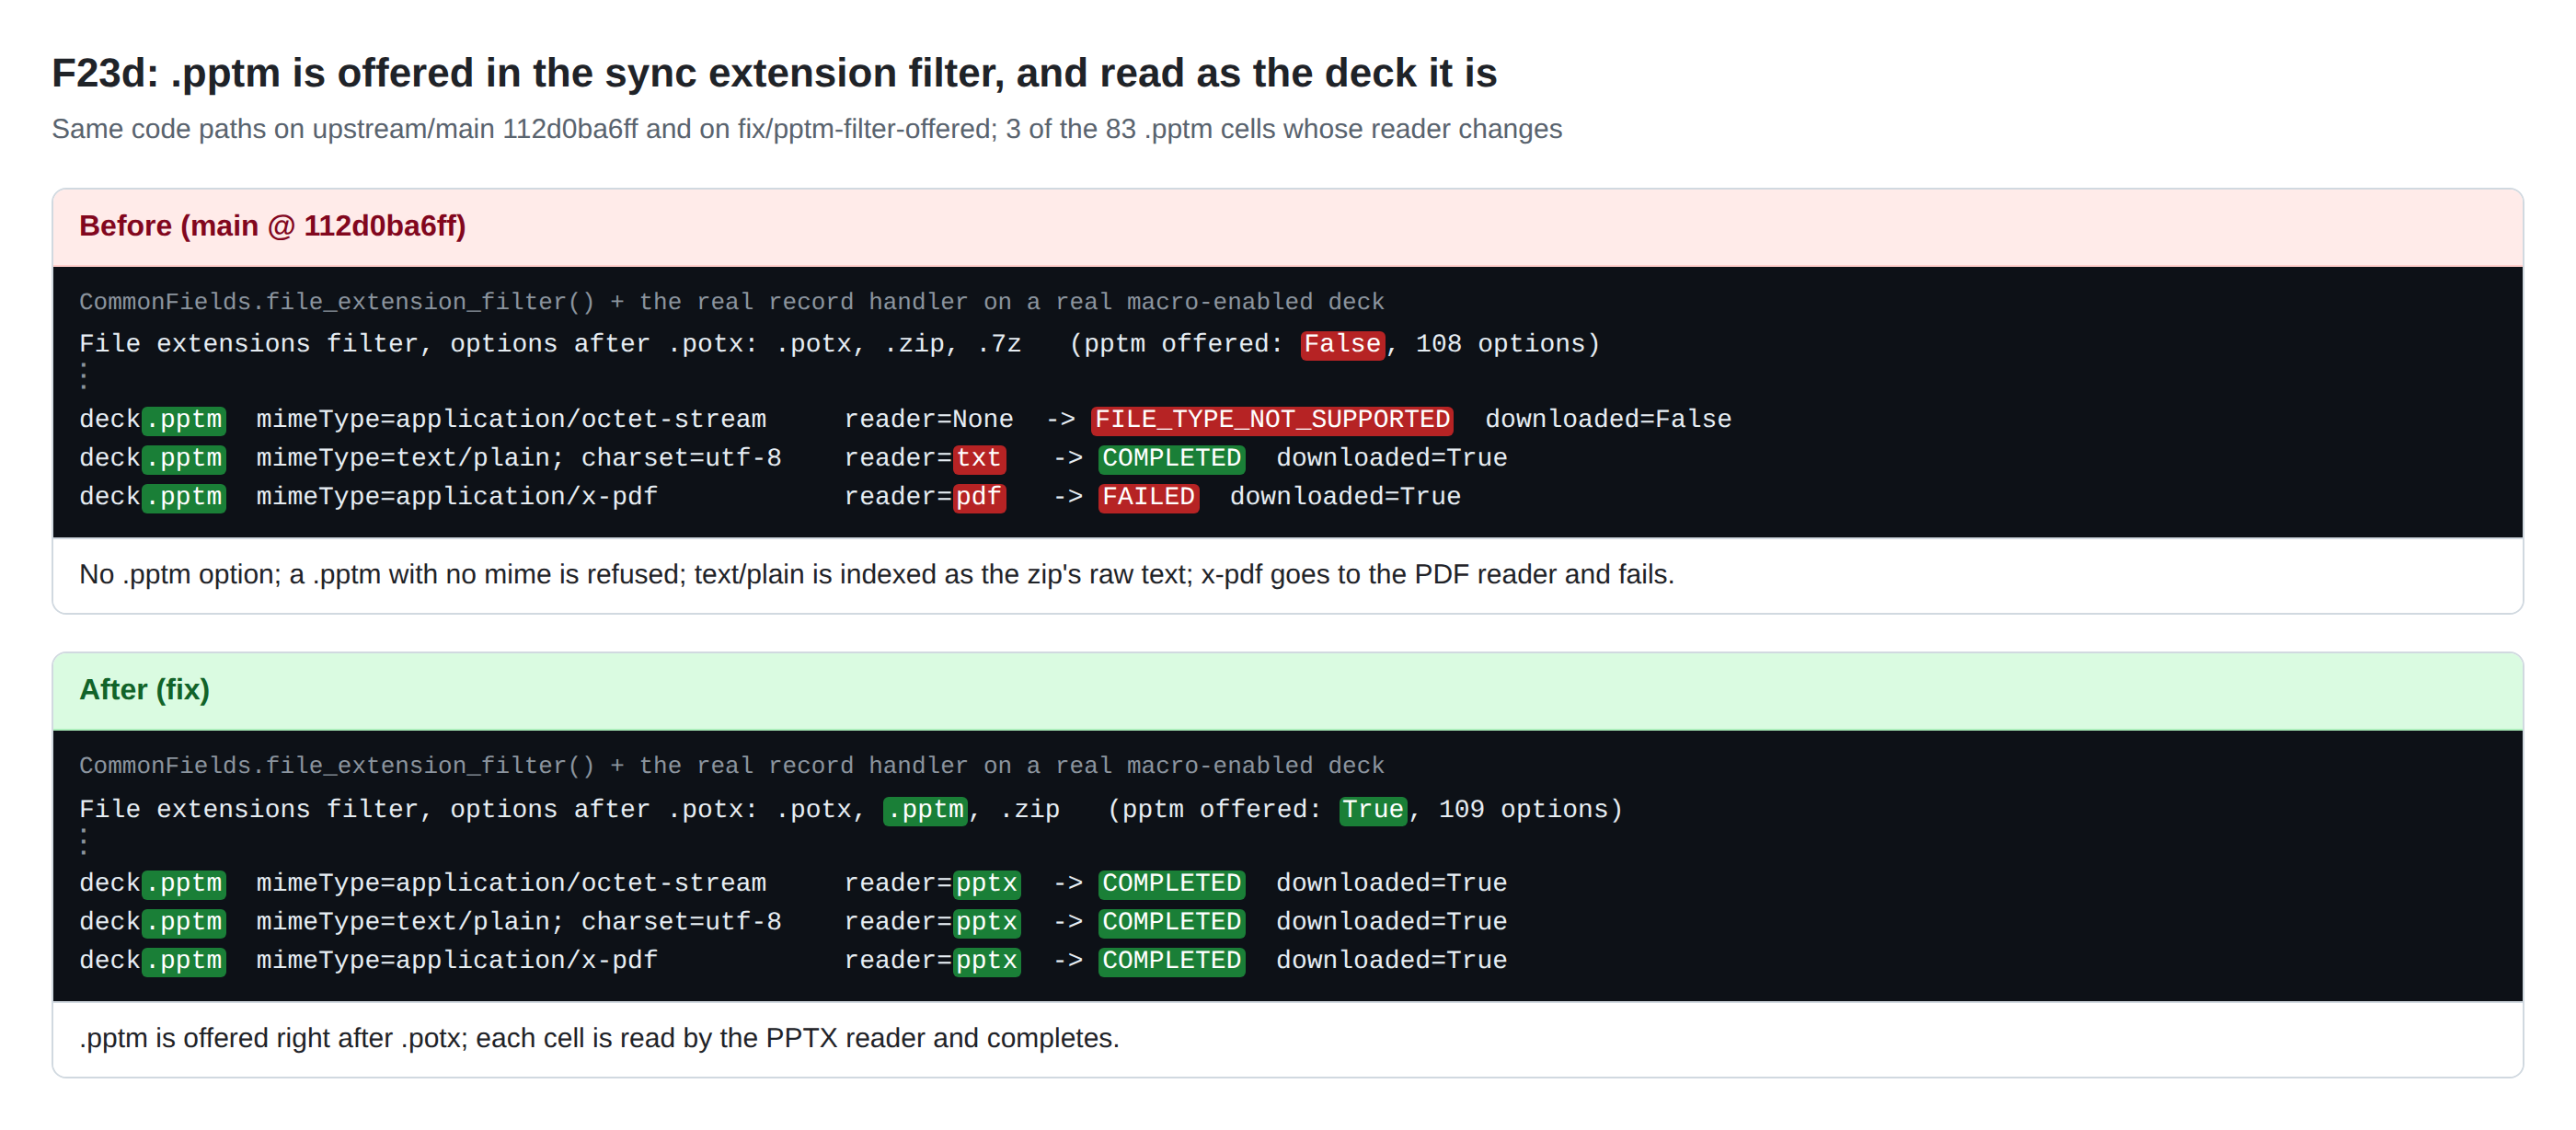 F23d: .pptm is offered in the sync extension filter, and read as the deck it is
Same code paths on upstream/main 112d0ba6ff and on fix/pptm-filter-offered; 3 of the 83 .pptm cells whose reader changes
Before (main @ 112d0ba6ff)
CommonFields.file_extension_filter() + the real record handler on a real macro-enabled deck
File extensions filter, options after .potx: .potx, .zip, .7z   (pptm offered: False, 108 options)
⋮
deck.pptm  mimeType=application/octet-stream     reader=None  -> FILE_TYPE_NOT_SUPPORTED  downloaded=False
deck.pptm  mimeType=text/plain; charset=utf-8    reader=txt   -> COMPLETED  downloaded=True
deck.pptm  mimeType=application/x-pdf            reader=pdf   -> FAILED  downloaded=True
No .pptm option; a .pptm with no mime is refused; text/plain is indexed as the zip's raw text; x-pdf goes to the PDF reader and fails.
After (fix)
CommonFields.file_extension_filter() + the real record handler on a real macro-enabled deck
File extensions filter, options after .potx: .potx, .pptm, .zip   (pptm offered: True, 109 options)
⋮
deck.pptm  mimeType=application/octet-stream     reader=pptx  -> COMPLETED  downloaded=True
deck.pptm  mimeType=text/plain; charset=utf-8    reader=pptx  -> COMPLETED  downloaded=True
deck.pptm  mimeType=application/x-pdf            reader=pptx  -> COMPLETED  downloaded=True
.pptm is offered right after .potx; each cell is read by the PPTX reader and completes.